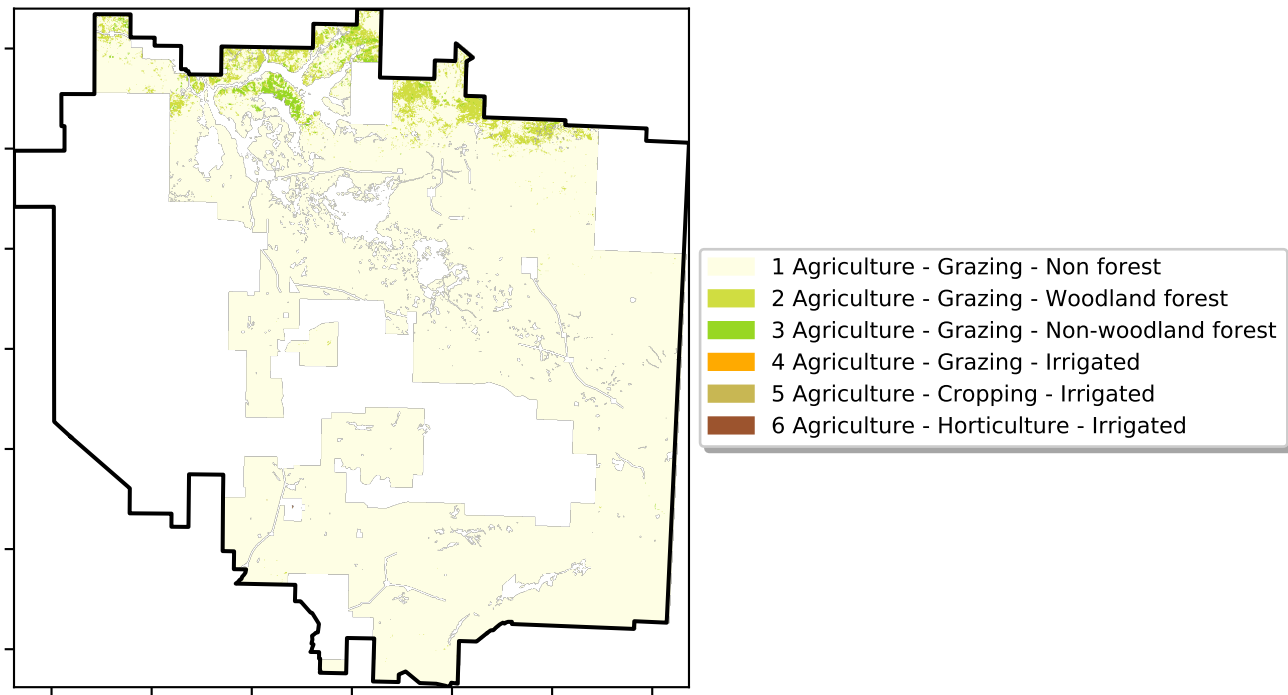 1 Agriculture - Grazing - Non forest
2 Agriculture - Grazing - Woodland forest
3 Agriculture - Grazing - Non-woodland forest
4 Agriculture - Grazing - Irrigated
5 Agriculture - Cropping - Irrigated
6 Agriculture - Horticulture - Irrigated